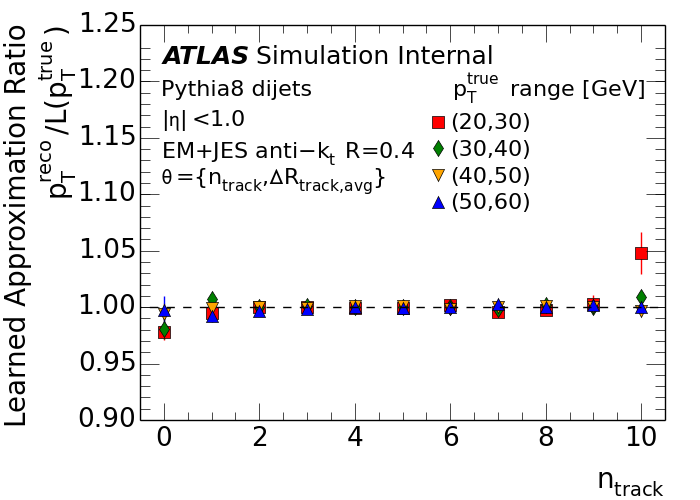 Learned Approximation Ratio
p_T^reco/L(p_T^true)
1.25
1.20
1.15
1.10
1.05
1.00
0.95
0.90
ATLAS Simulation Internal
Pythia8 dijets
|η| <1.0
EM+JES anti−k_t R=0.4
θ={n_track,ΔR_track,avg}
p_T^true range [GeV]
(20,30)
(30,40)
(40,50)
(50,60)
0 2 4 6 8 10
n_track